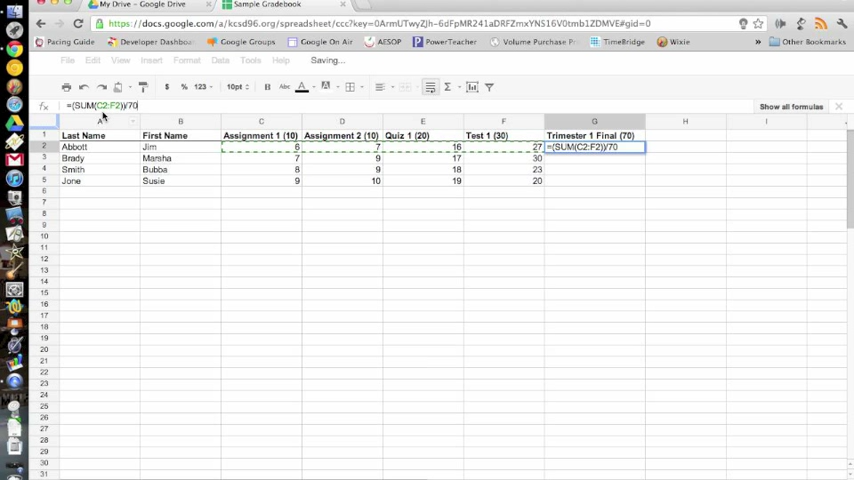 My Drive – Google Drive × Sample Gradebook ×
https://docs.google.com/a/kcsd96.org/spreadsheet/ccc?key=0ArmUTwyZjh-6dFpMR241aDRFZmxYNS16V0tmb1ZDMEE#gid=0
Pacing Guide Developer Dashboard Google Groups Google On Air AESOP PowerTeacher Volume Purchase TimeBridge Wixie » Other Bookmarks
File Edit View Insert Format Data Tools Help Saving...
$ % 123 10pt B Abc A A Σ
fx =(SUM(C2:F2))/70 Show all formulas
A B C D E F G H I
1 Last Name First Name Assignment 1 (10) Assignment 2 (10) Quiz 1 (20) Test 1 (30) Trimester 1 Final (70)
2 Abbott Jim 6 7 16 27 =(SUM(C2:F2))/70
3 Brady Marsha 7 9 17 30
4 Smith Bubba 8 9 18 23
5 Jone Susie 9 10 19 20
6
7
8
9
10
11
12
13
14
15
16
17
18
19
20
21
22
23
24
25
26
27
28
29
30
31